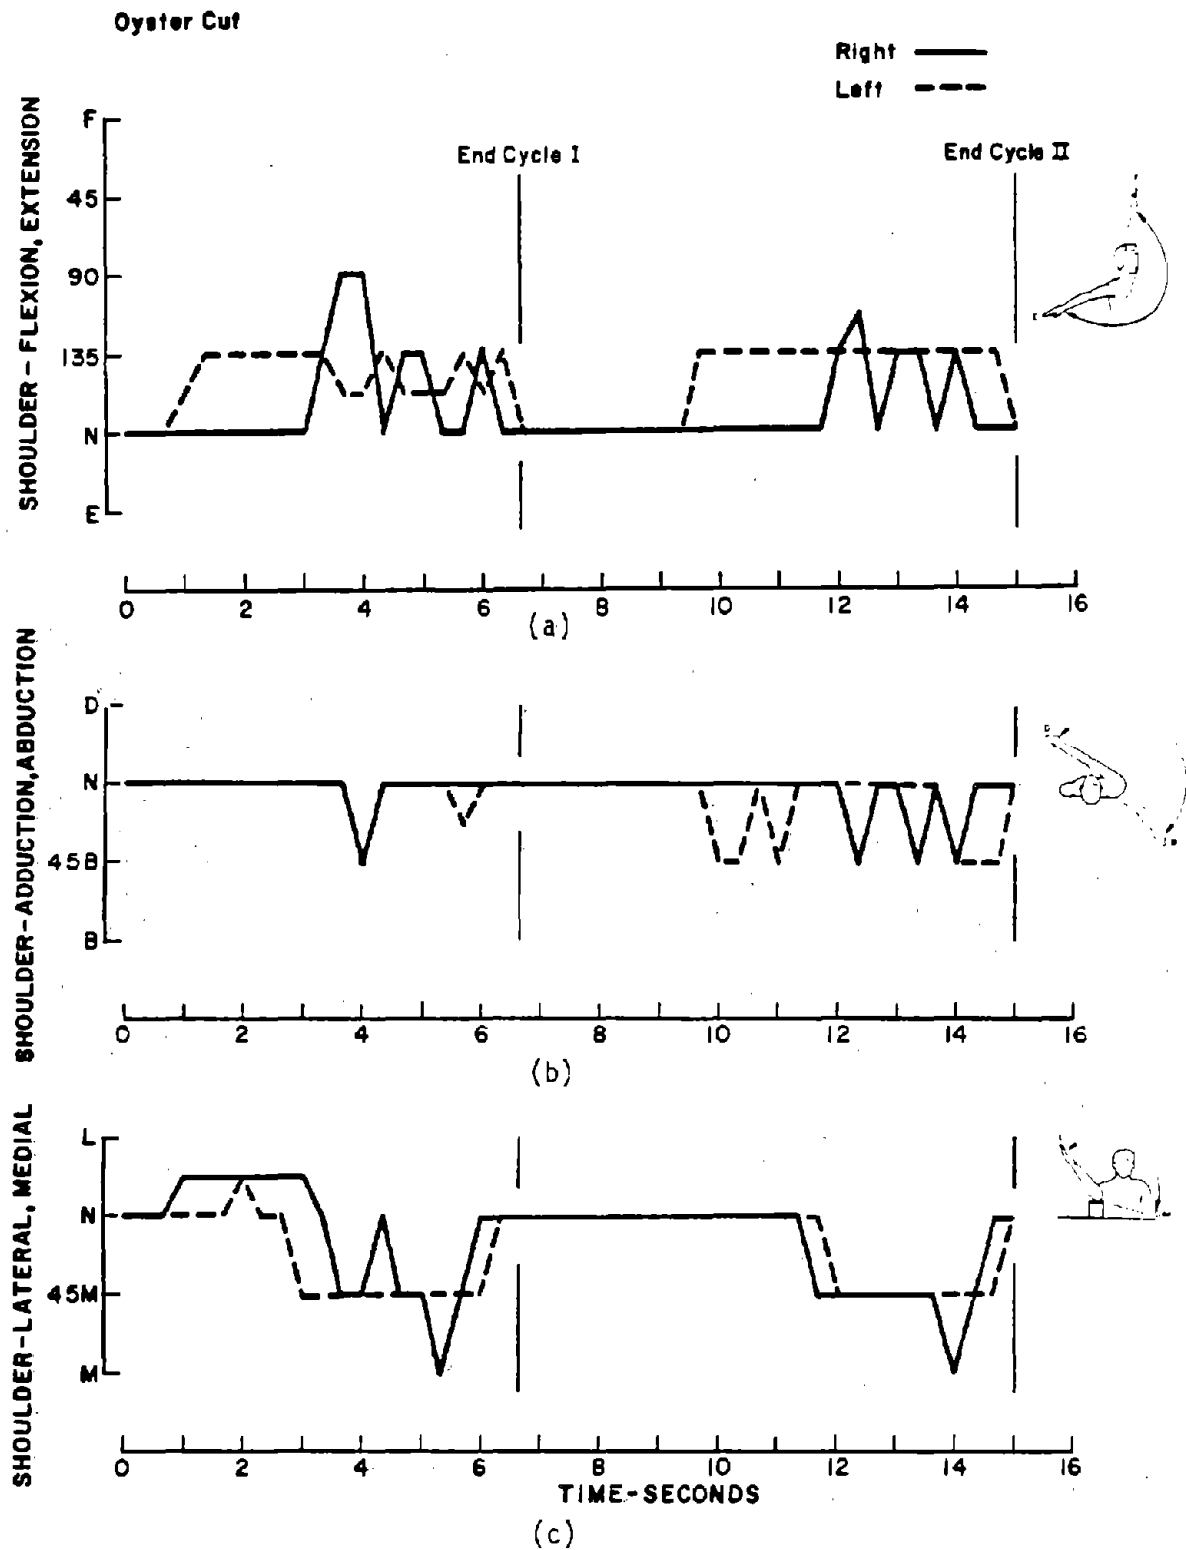 Oyster Cut
Right
Left
SHOULDER - FLEXION, EXTENSION
F
45
90
135
N
E
End Cycle I
End Cycle II
0 2 4 6 8 10 12 14 16
(a)
SHOULDER-ADDUCTION, ABDUCTION
D
N
45B
B
0 2 4 6 8 10 12 14 16
(b)
SHOULDER-LATERAL, MEDIAL
L
N
45M
M
0 2 4 6 8 10 12 14 16
TIME-SECONDS
(c)